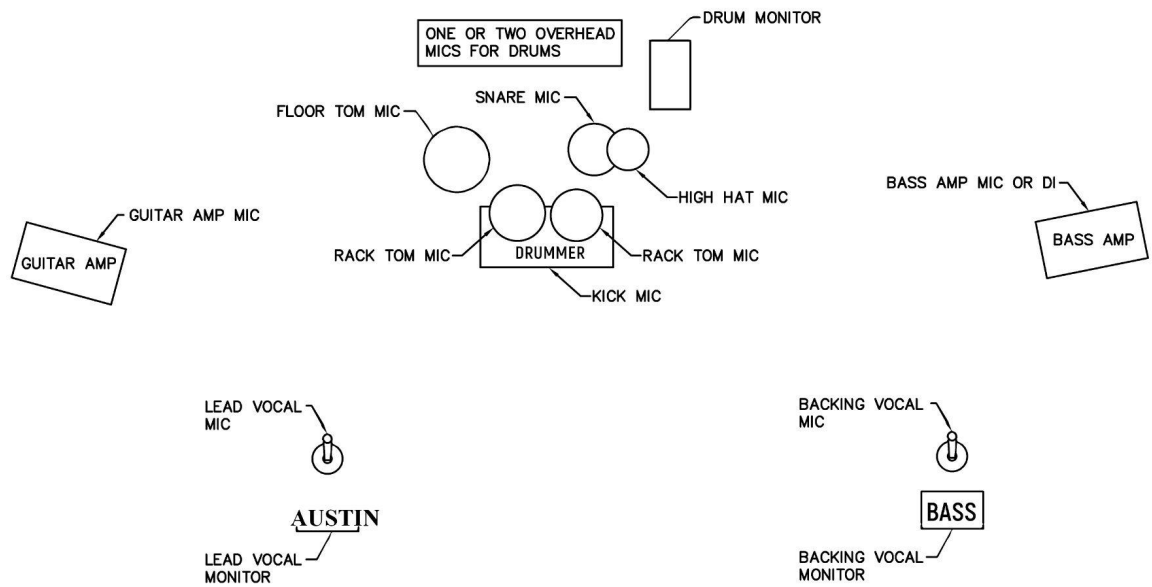 ONE OR TWO OVERHEAD
MICS FOR DRUMS
DRUM MONITOR
SNARE MIC
FLOOR TOM MIC
HIGH HAT MIC
BASS AMP MIC OR DI
GUITAR AMP MIC
BASS AMP
GUITAR AMP
RACK TOM MIC
DRUMMER
RACK TOM MIC
KICK MIC
LEAD VOCAL
MIC
BACKING VOCAL
MIC
AUSTIN
BASS
LEAD VOCAL
MONITOR
BACKING VOCAL
MONITOR